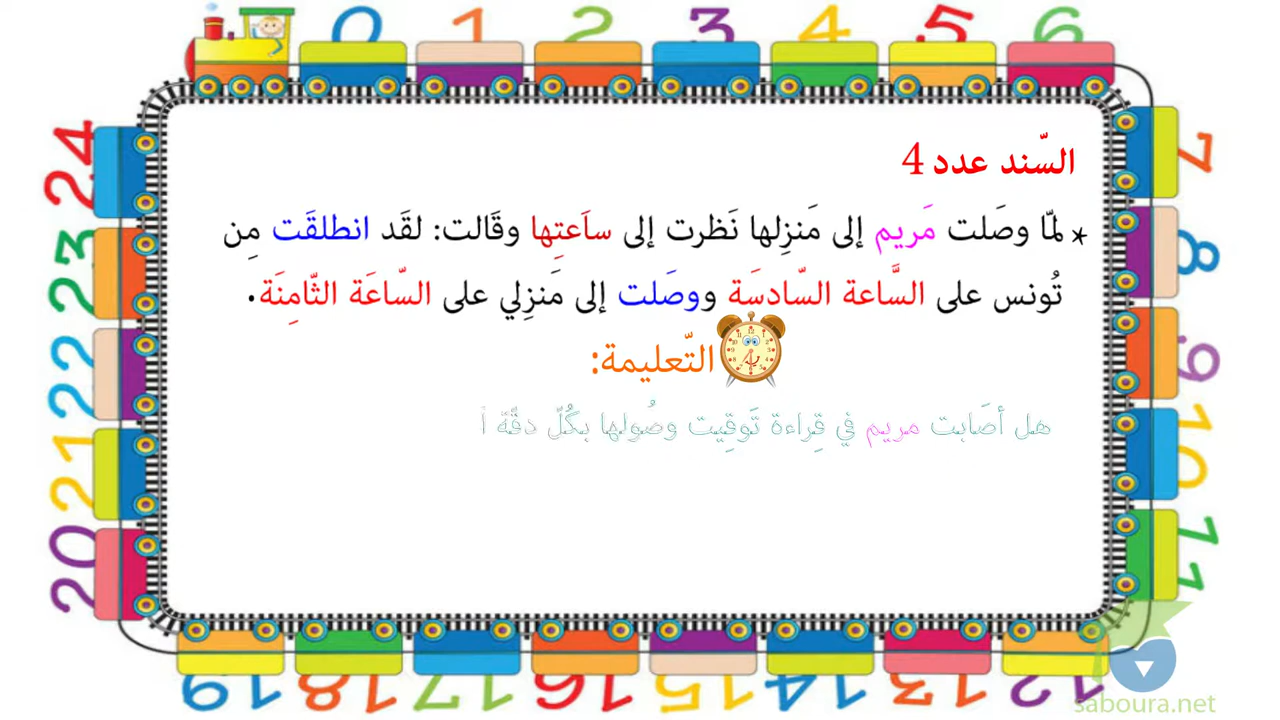 0 1 2 3 4 5 6
السّند عدد 4
* لمّا وصَلت مَريم إلى مَنزِلها نَظرت إلى ساَعتِها وقَالت: لقَد انطلقَت مِن
تُونس على السَّاعة السّادسَة ووصَلت إلى مَنزِلي على السّاعَة الثّامِنَة.
التّعليمة:
هل أصَابت مريم في قِراءة تَوقِيت وصُولها بكُلّ دقّة أ
7
8
9
10
11
12
13
14
15
16
17
18
19
20
21
22
23
24
saboura.net